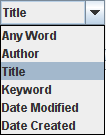 Title
Any Word
Author
Title
Keyword
Date Modified
Date Created